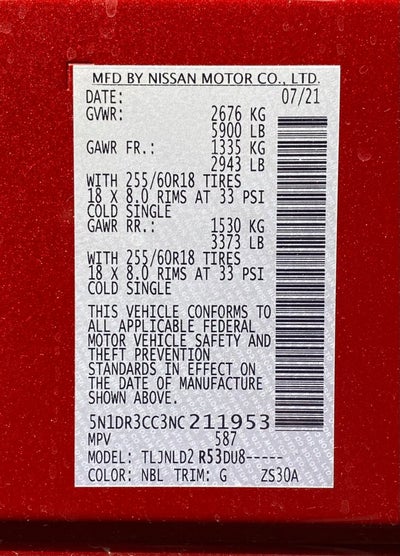 MFD BY NISSAN MOTOR CO., LTD.
DATE: 07/21
GVWR: 2676 KG
5900 LB
GAWR FR.: 1335 KG
2943 LB
WITH 255/60R18 TIRES
18 X 8.0 RIMS AT 33 PSI
COLD SINGLE
GAWR RR.: 1530 KG
3373 LB
WITH 255/60R18 TIRES
18 X 8.0 RIMS AT 33 PSI
COLD SINGLE
THIS VEHICLE CONFORMS TO
ALL APPLICABLE FEDERAL
MOTOR VEHICLE SAFETY AND
THEFT PREVENTION
STANDARDS IN EFFECT ON
THE DATE OF MANUFACTURE
SHOWN ABOVE.
5N1DR3CC3NC211953
MPV 587
MODEL: TLJNLD2 R53DU8-----
COLOR: NBL TRIM: G ZS30A